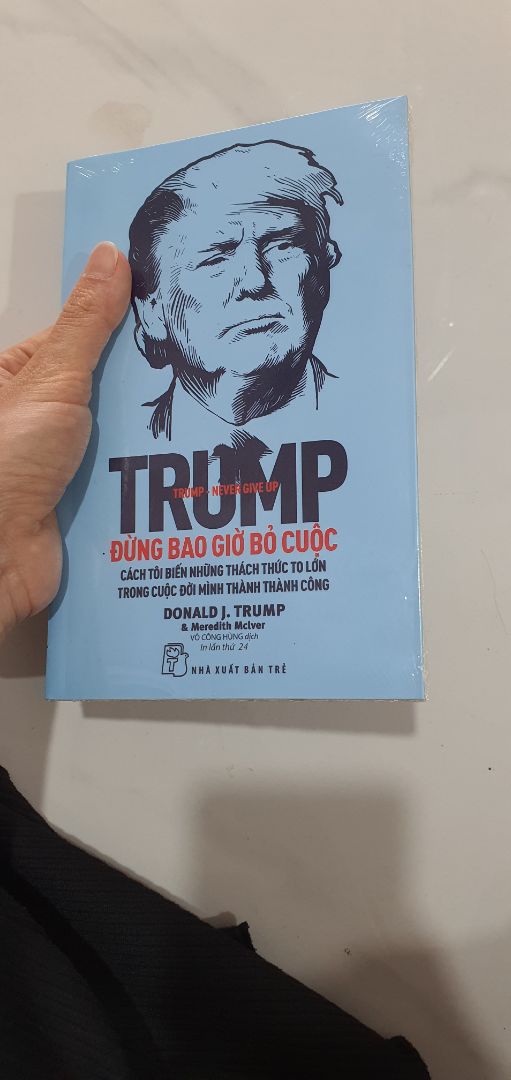 TRUMP
TRUMP - NEVER GIVE UP
ĐỪNG BAO GIỜ BỎ CUỘC
CÁCH TÔI BIẾN NHỮNG THÁCH THỨC TO LỚN
TRONG CUỘC ĐỜI MÌNH THÀNH THÀNH CÔNG
DONALD J. TRUMP
& Meredith McIver
VÕ CÔNG HÙNG dịch
In lần thứ 24
NHÀ XUẤT BẢN TRẺ